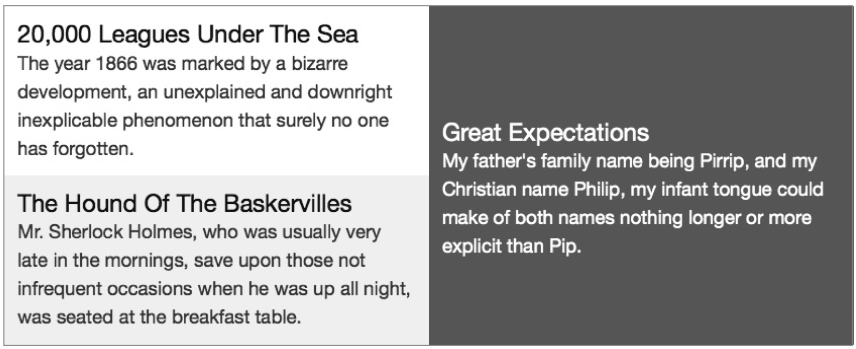 20,000 Leagues Under The Sea
The year 1866 was marked by a bizarre
development, an unexplained and downright
inexplicable phenomenon that surely no one
has forgotten.
The Hound Of The Baskervilles
Mr. Sherlock Holmes, who was usually very
late in the mornings, save upon those not
infrequent occasions when he was up all night,
was seated at the breakfast table.
Great Expectations
My father's family name being Pirrip, and my
Christian name Philip, my infant tongue could
make of both names nothing longer or more
explicit than Pip.